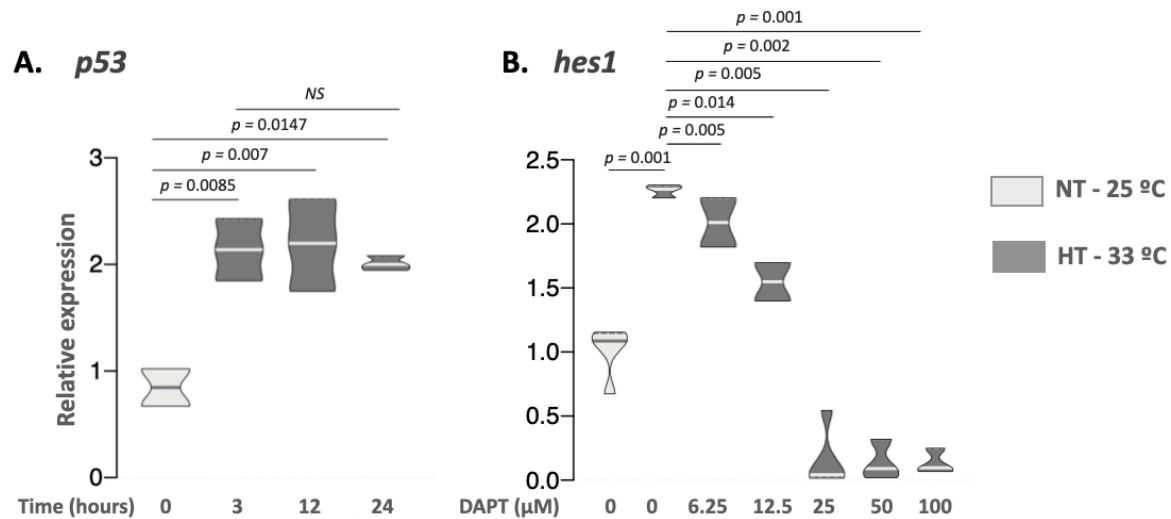 A. p53
NS
p = 0.0147
p = 0.007
p = 0.0085
3
2
1
0
Relative expression
Time (hours) 0 3 12 24
B. hes1
p = 0.001
p = 0.002
p = 0.005
p = 0.014
p = 0.005
p = 0.001
2.5
2.0
1.5
1.0
0.5
0.0
DAPT (µM) 0 0 6.25 12.5 25 50 100
NT - 25 ºC
HT - 33 ºC